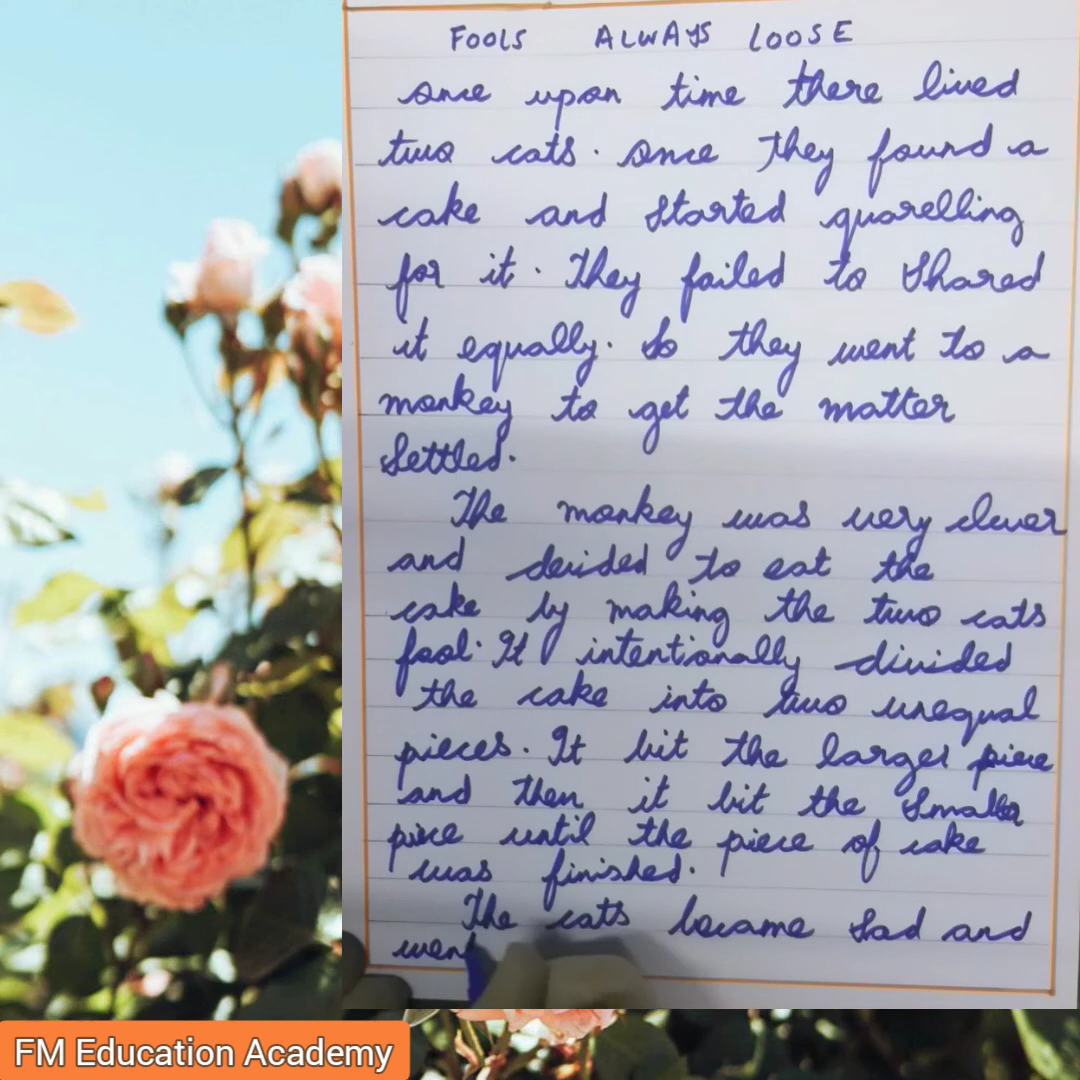 FOOLS ALWAYS LOOSE
once upon time there lived
two cats. once They found a
cake and started quarelling
for it. They failed to shared
it equally. So they went to a
monkey to get the matter
settled.
The monkey was very clever
and decided to eat the
cake by making the two cats
fool. It intentionally divided
the cake into two unequal
pieces. It bit the larger piece
and then it bit the smaller
piece until the piece of cake
was finished.
The cats became sad and
went
FM Education Academy